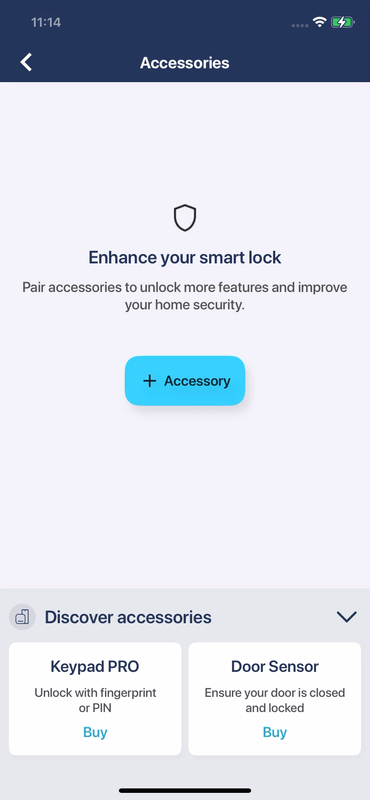 11:14
Accessories
Enhance your smart lock
Pair accessories to unlock more features and improve
your home security.
+ Accessory
Discover accessories
Keypad PRO
Unlock with fingerprint
or PIN
Buy
Door Sensor
Ensure your door is closed
and locked
Buy